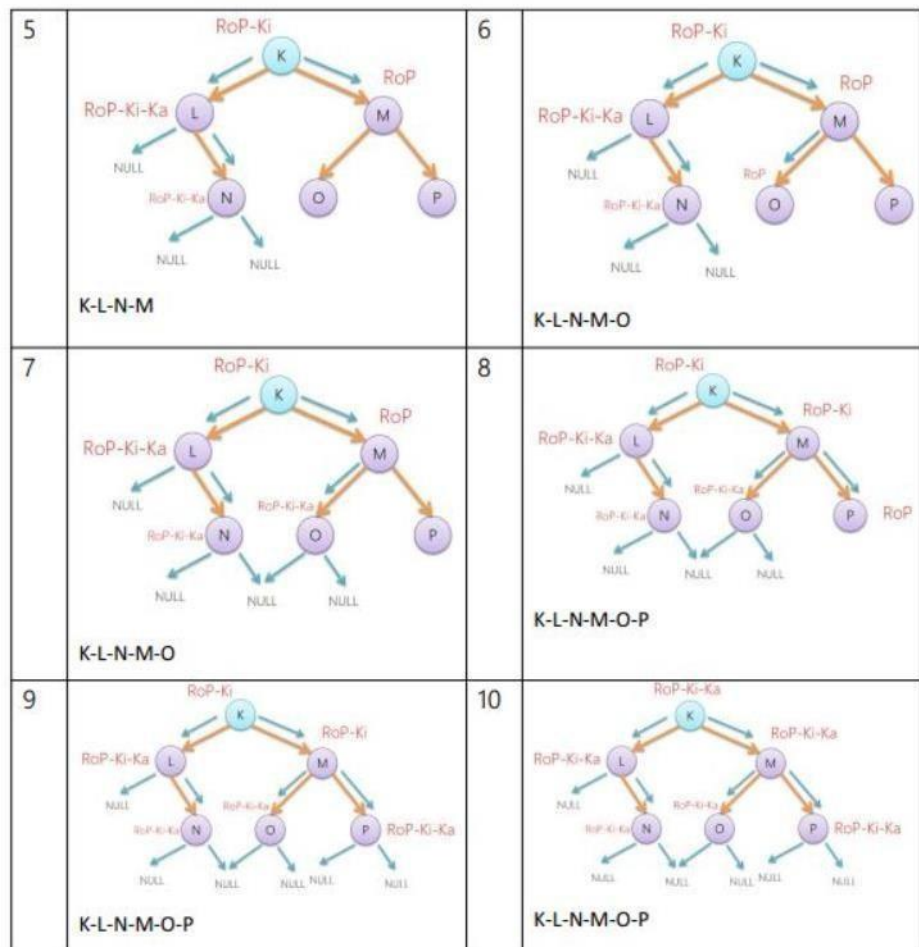 5
RoP-Ki
K
RoP-Ki-Ka
L
RoP
M
NULL
RoP-Ki-Ka
N
O
P
NULL
NULL
K-L-N-M
6
RoP-Ki
K
RoP-Ki-Ka
L
RoP
M
NULL
RoP-Ki-Ka
N
RoP
O
P
NULL
NULL
K-L-N-M-O
7
RoP-Ki
K
RoP-Ki-Ka
L
RoP
M
NULL
RoP-Ki-Ka
N
RoP-Ki-Ka
O
P
NULL
NULL
NULL
K-L-N-M-O
8
RoP-Ki
K
RoP-Ki-Ka
L
RoP-Ki
M
NULL
RoP-Ki-Ka
N
RoP-Ki-Ka
O
P
RoP
NULL
NULL
NULL
K-L-N-M-O-P
9
RoP-Ki
K
RoP-Ki-Ka
L
RoP-Ki
M
NULL
RoP-Ki-Ka
N
RoP-Ki-Ka
O
P
RoP-Ki-Ka
NULL
NULL
NULL
NULL
NULL
K-L-N-M-O-P
10
RoP-Ki-Ka
K
RoP-Ki-Ka
L
RoP-Ki-Ka
M
NULL
RoP-Ki-Ka
N
RoP-Ki-Ka
O
P
RoP-Ki-Ka
NULL
NULL
NULL
NULL
NULL
K-L-N-M-O-P